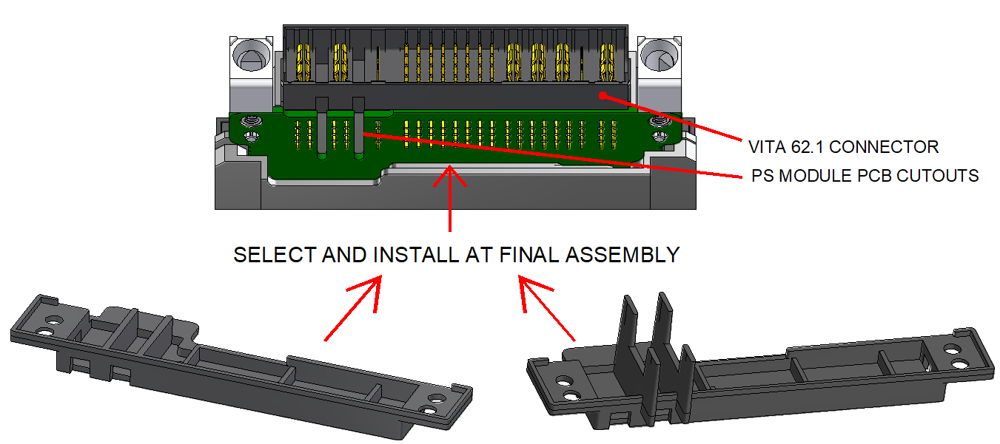 VITA 62.1 CONNECTOR
PS MODULE PCB CUTOUTS
SELECT AND INSTALL AT FINAL ASSEMBLY